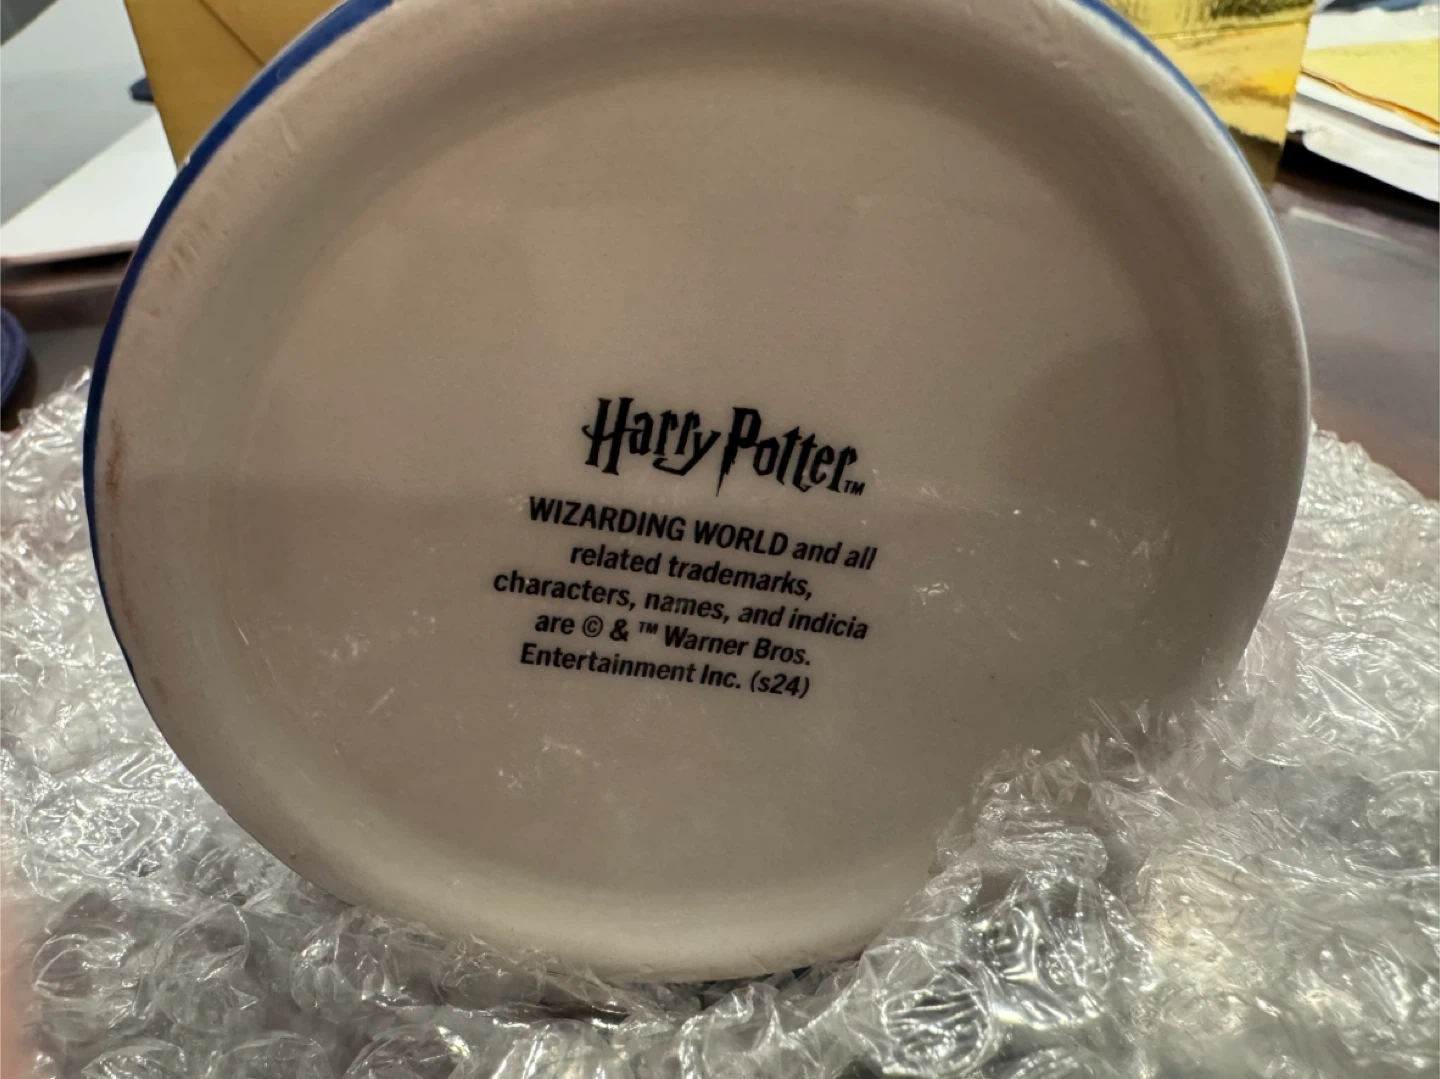 Harry Potter™
WIZARDING WORLD and all
related trademarks,
characters, names, and indicia
are © & ™ Warner Bros.
Entertainment Inc. (s24)